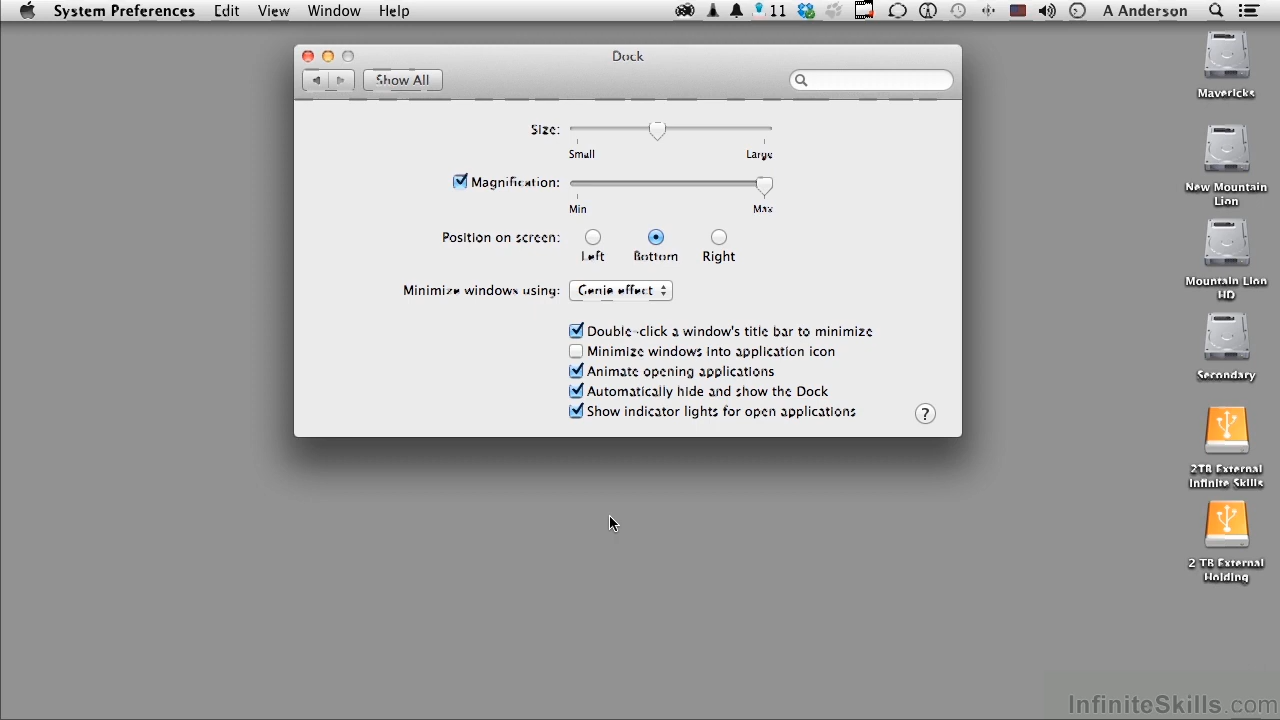 System Preferences Edit View Window Help 11 A Anderson
Dock
Show All
Size:
Small Large
Magnification:
Min Max
Position on screen:
Left Bottom Right
Minimize windows using: Genie effect
Double-click a window's title bar to minimize
Minimize windows into application icon
Animate opening applications
Automatically hide and show the Dock
Show indicator lights for open applications
?
Mavericks
New Mountain
Lion
Mountain Lion
HD
Secondary
2TB External
Infinite Skills
2 TB External
Holding
InfiniteSkills.com